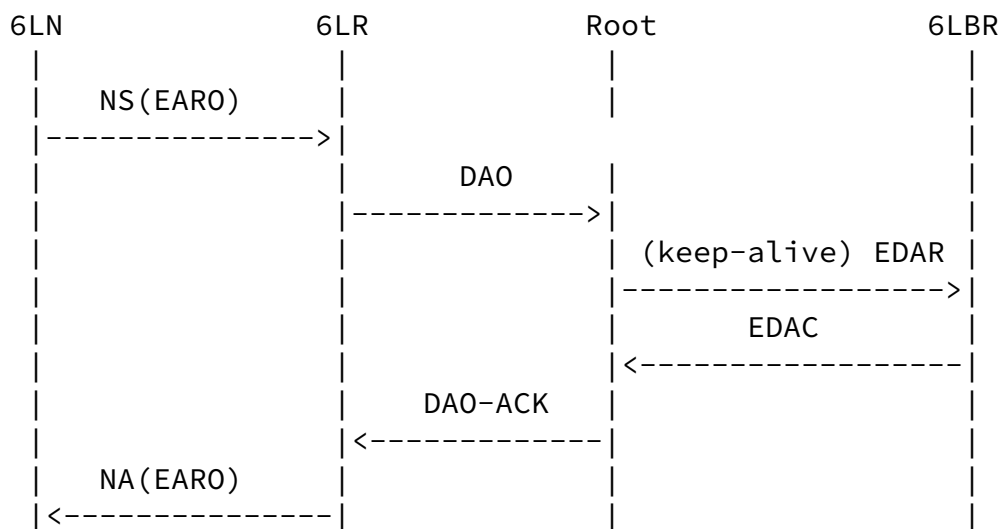 6LN 6LR Root 6LBR
NS(EARO)
DAO
(keep-alive) EDAR
EDAC
DAO-ACK
NA(EARO)